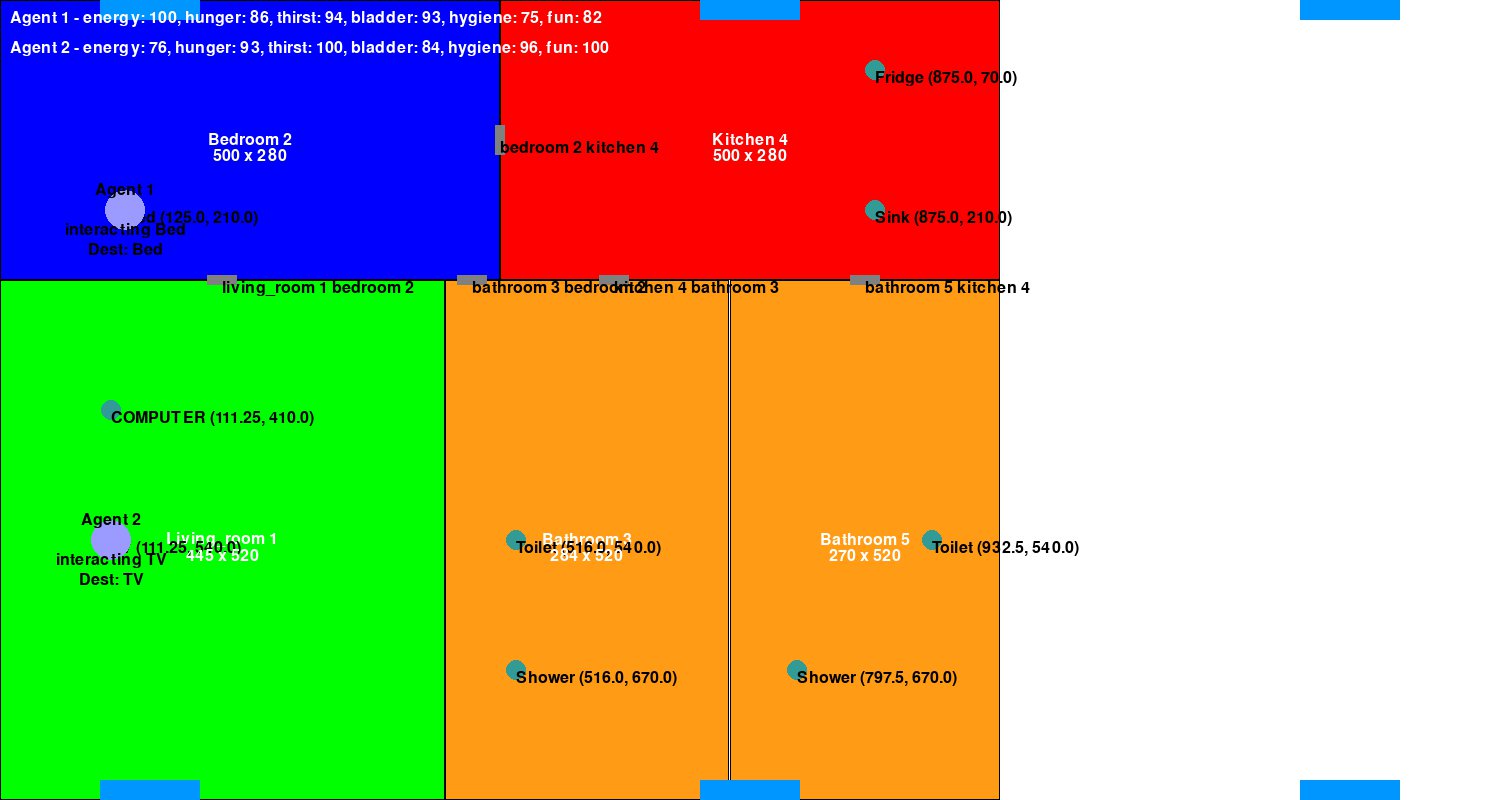 Agent 1 - energy: 100, hunger: 86, thirst: 94, bladder: 93, hygiene: 75, fun: 82
Agent 2 - energy: 76, hunger: 93, thirst: 100, bladder: 84, hygiene: 96, fun: 100
Fridge (875.0, 70.0)
Bedroom 2
500 x 280
Kitchen 4
500 x 280
bedroom 2 kitchen 4
Agent 1
(125.0, 210.0)
interacting Bed
Dest: Bed
Sink (875.0, 210.0)
living_room 1 bedroom 2
bathroom 3 bedroom 2
kitchen 4 bathroom 3
bathroom 5 kitchen 4
COMPUTER (111.25, 410.0)
Agent 2
(111.25, 540.0)
interacting TV
Dest: TV
Living_room 1
445 x 520
Bathroom 3
284 x 520
Toilet (516.0, 540.0)
Bathroom 5
270 x 520
Toilet (932.5, 540.0)
Shower (516.0, 670.0)
Shower (797.5, 670.0)